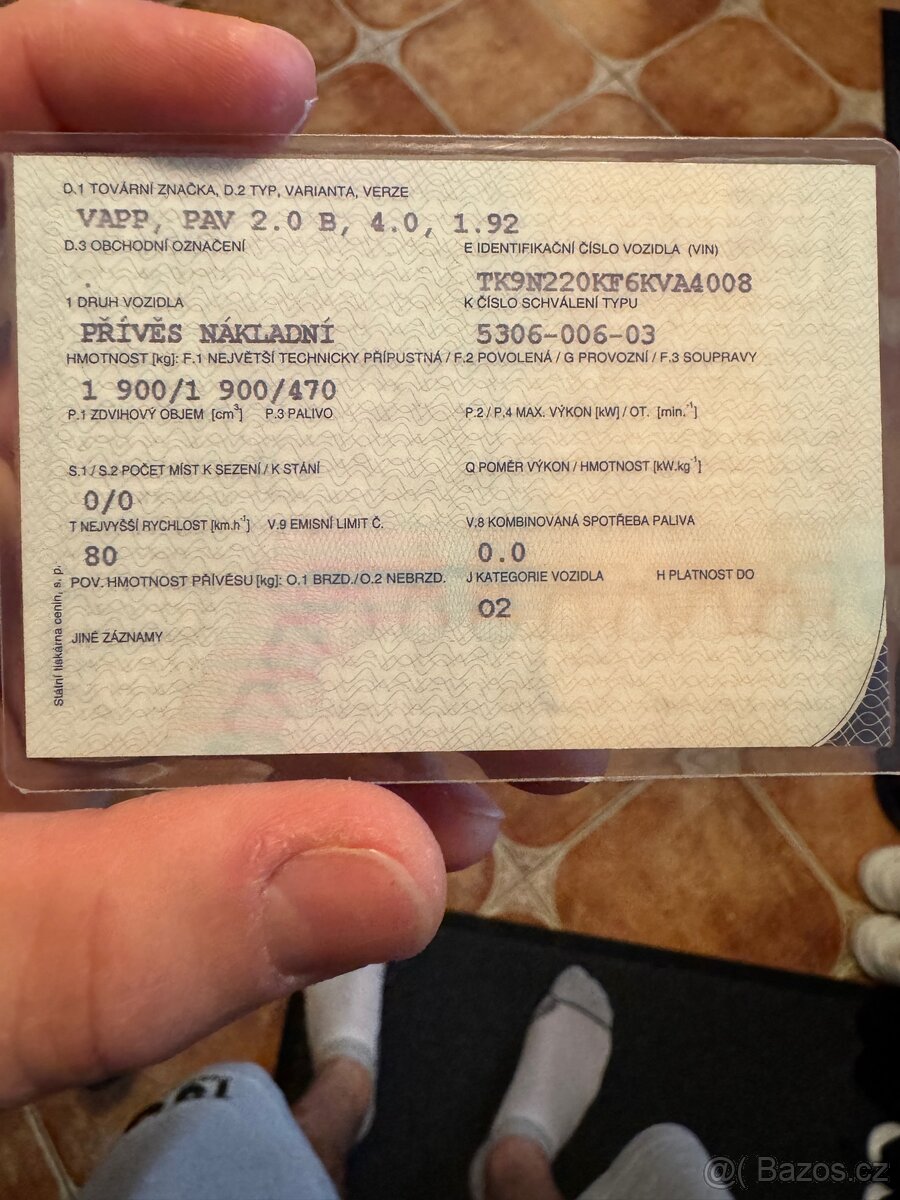 D.1 TOVÁRNÍ ZNAČKA, D.2 TYP, VARIANTA, VERZE
VAPP, PAV 2.0 B, 4.0, 1.92
D.3 OBCHODNÍ OZNAČENÍ
E IDENTIFIKAČNÍ ČÍSLO VOZIDLA (VIN)
TK9N220KF6KVA4008
1 DRUH VOZIDLA
K ČÍSLO SCHVÁLENÍ TYPU
PŘÍVĚS NÁKLADNÍ
5306-006-03
HMOTNOST [kg]: F.1 NEJVĚTŠÍ TECHNICKY PŘÍPUSTNÁ / F.2 POVOLENÁ / G PROVOZNÍ / F.3 SOUPRAVY
1 900/1 900/470
P.1 ZDVIHOVÝ OBJEM [cm³] P.3 PALIVO
P.2 / P.4 MAX. VÝKON [kW] / OT. [min.⁻¹]
S.1 / S.2 POČET MÍST K SEZENÍ / K STÁNÍ
Q POMĚR VÝKON / HMOTNOST [kW.kg⁻¹]
0/0
T NEJVYŠŠÍ RYCHLOST [km.h⁻¹] V.9 EMISNÍ LIMIT Č.
V.8 KOMBINOVANÁ SPOTŘEBA PALIVA
80
0.0
POV. HMOTNOST PŘÍVĚSU [kg]: O.1 BRZD./O.2 NEBRZD.
J KATEGORIE VOZIDLA H PLATNOST DO
O2
JINÉ ZÁZNAMY
Státní tiskárna cenin, s. p.
@( Bazos.cz